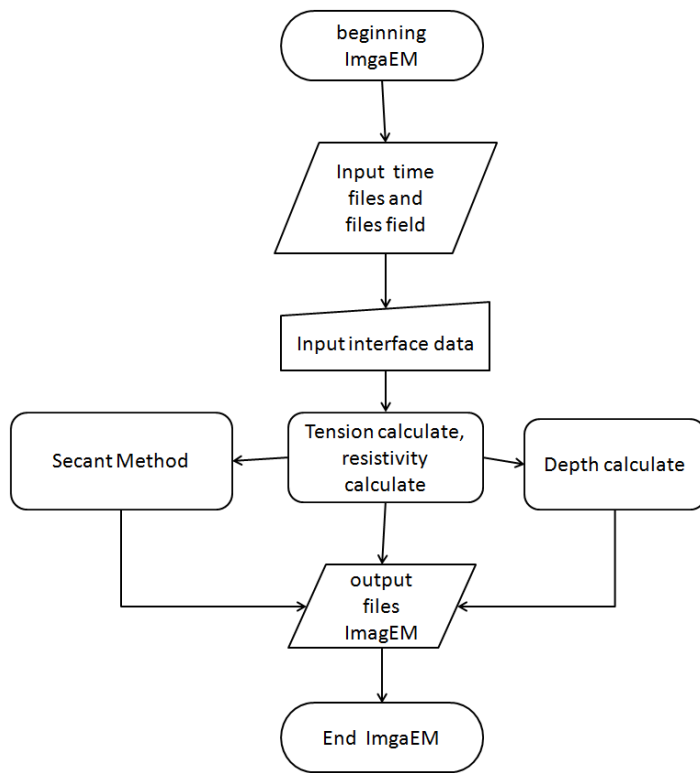 beginning
ImgaEM
Input time
files and
files field
Input interface data
Secant Method
Tension calculate,
resistivity
calculate
Depth calculate
output
files
ImagEM
End ImgaEM